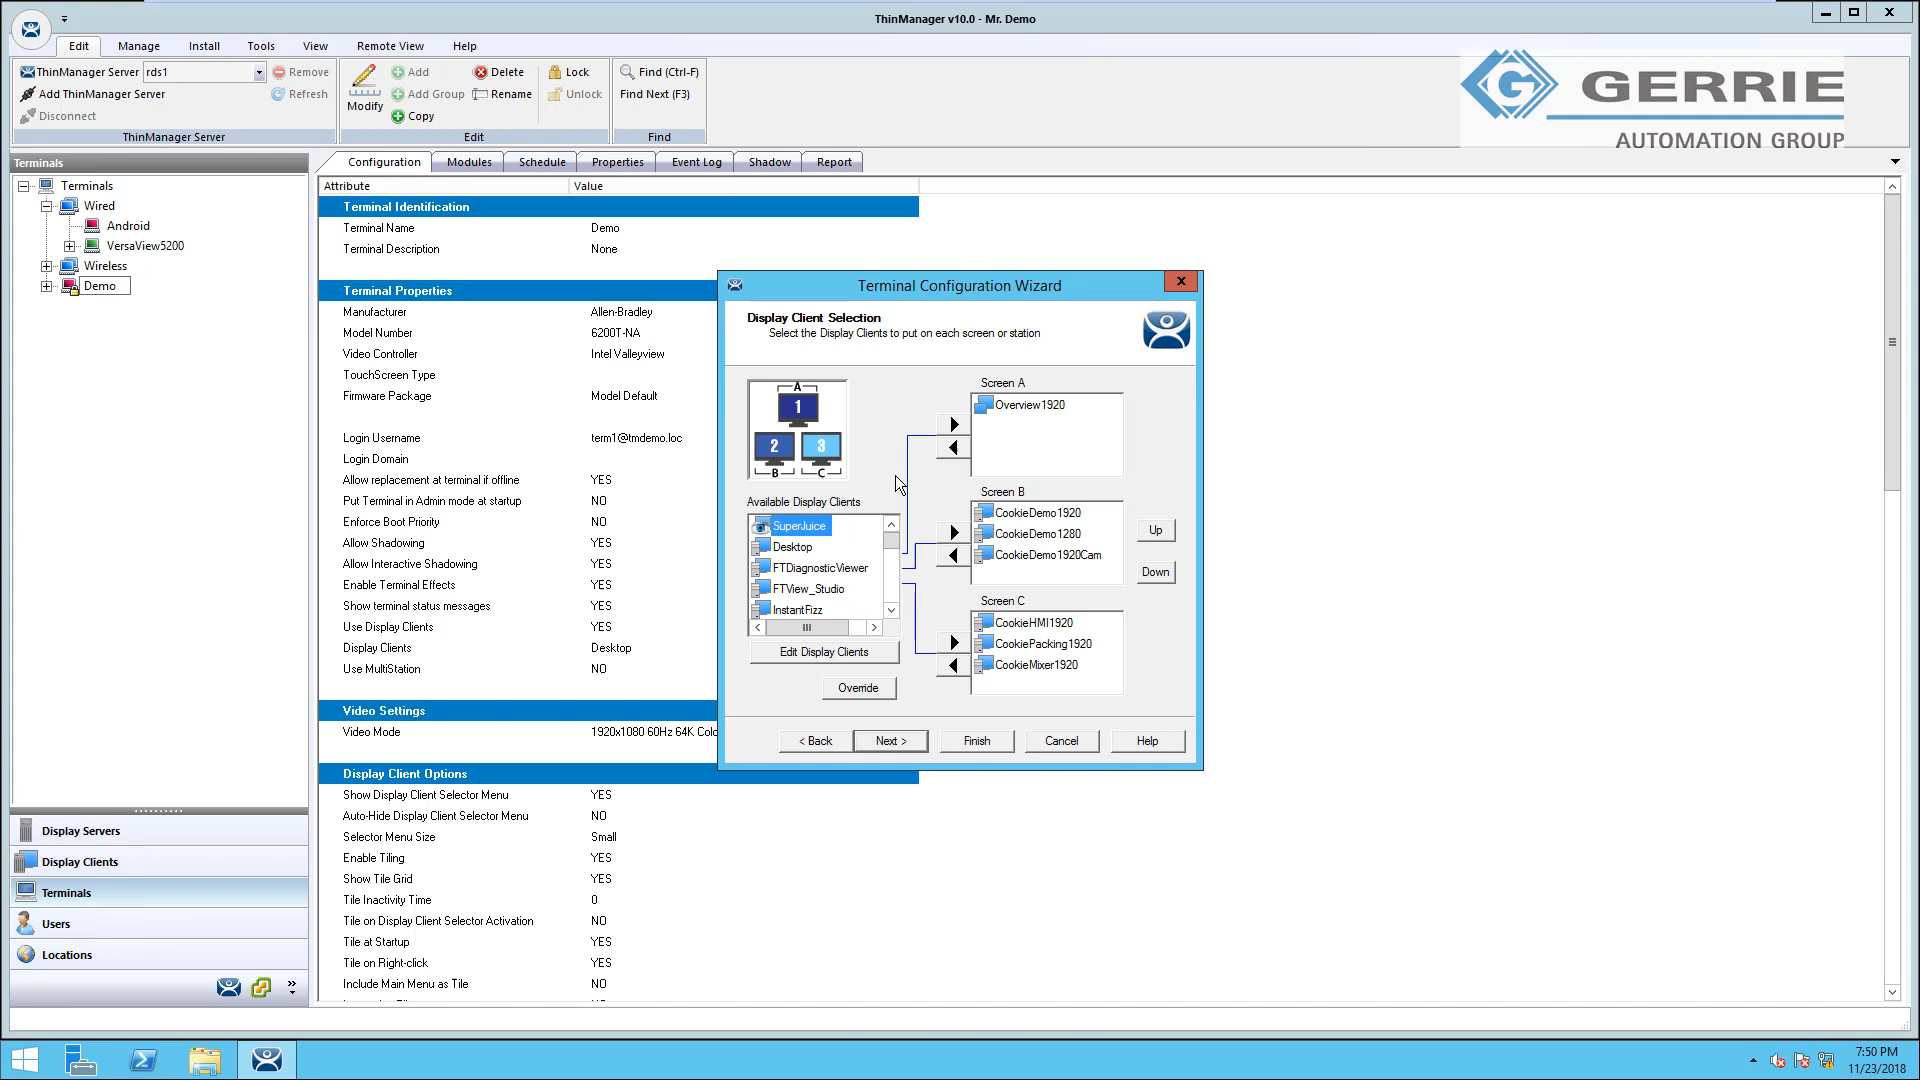 ThinManager v10.0 - Mr. Demo
Edit Manage Install Tools View Remote View Help
ThinManager Server rds1 Remove
Add ThinManager Server Refresh
Disconnect
ThinManager Server
Modify
Add Delete Lock
Add Group Rename Unlock
Copy
Edit
Find (Ctrl-F)
Find Next (F3)
Find
G GERRIE
AUTOMATION GROUP
Terminals
Terminals
Wired
Android
VersaView5200
Wireless
Demo
Display Servers
Display Clients
Terminals
Users
Locations
Configuration Modules Schedule Properties Event Log Shadow Report
Attribute Value
Terminal Identification
Terminal Name Demo
Terminal Description None
Terminal Properties
Manufacturer Allen-Bradley
Model Number 6200T-NA
Video Controller Intel Valleyview
TouchScreen Type
Firmware Package Model Default
Login Username term1@tmdemo.loc
Login Domain
Allow replacement at terminal if offline YES
Put Terminal in Admin mode at startup NO
Enforce Boot Priority NO
Allow Shadowing YES
Allow Interactive Shadowing YES
Enable Terminal Effects YES
Show terminal status messages YES
Use Display Clients YES
Display Clients Desktop
Use MultiStation NO
Video Settings
Video Mode 1920x1080 60Hz 64K Colo
Display Client Options
Show Display Client Selector Menu YES
Auto-Hide Display Client Selector Menu NO
Selector Menu Size Small
Enable Tiling YES
Show Tile Grid YES
Tile Inactivity Time 0
Tile on Display Client Selector Activation NO
Tile at Startup YES
Tile on Right-click YES
Include Main Menu as Tile NO
Terminal Configuration Wizard
Display Client Selection
Select the Display Clients to put on each screen or station
A
1
2 3
B C
Available Display Clients
SuperJuice
Desktop
FTDiagnosticViewer
FTView_Studio
InstantFizz
Edit Display Clients
Override
Screen A
Overview1920
Screen B
CookieDemo1920
CookieDemo1280
CookieDemo1920Cam
Screen C
CookieHMI1920
CookiePacking1920
CookieMixer1920
Up
Down
< Back Next > Finish Cancel Help
7:50 PM
11/23/2018